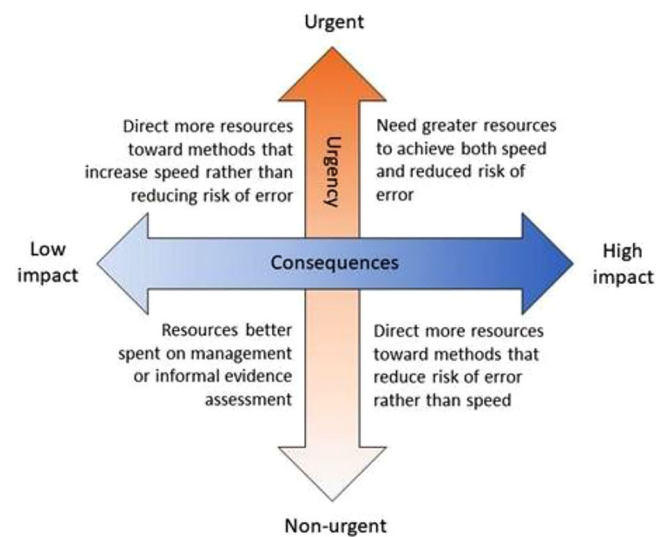 Urgent
Direct more resources
toward methods that
increase speed rather than
reducing risk of error
Urgency
Need greater resources
to achieve both speed
and reduced risk of
error
Low
impact
Consequences
High
impact
Resources better
spent on management
or informal evidence
assessment
Direct more resources
toward methods that
reduce risk of error
rather than speed
Non-urgent